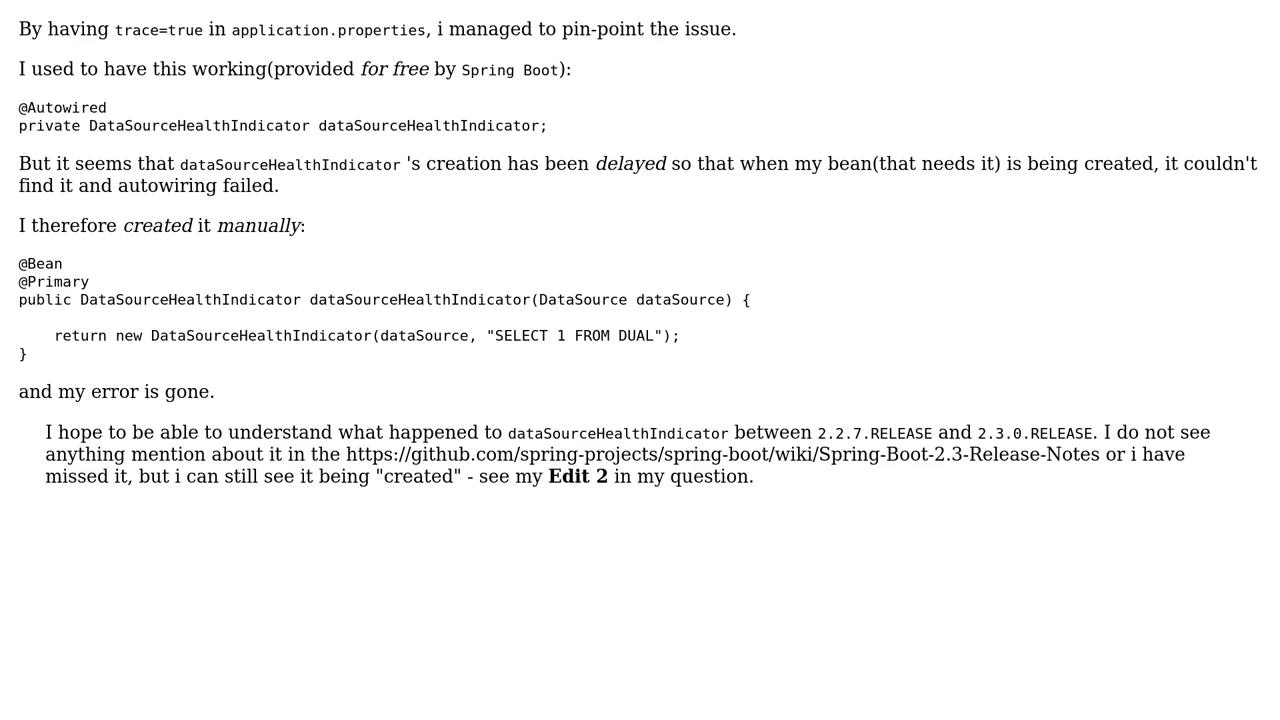 By having trace=true in application.properties, i managed to pin-point the issue.
I used to have this working(provided for free by Spring Boot):
@Autowired
private DataSourceHealthIndicator dataSourceHealthIndicator;
But it seems that dataSourceHealthIndicator 's creation has been delayed so that when my bean(that needs it) is being created, it couldn't
find it and autowiring failed.
I therefore created it manually:
@Bean
@Primary
public DataSourceHealthIndicator dataSourceHealthIndicator(DataSource dataSource) {
    return new DataSourceHealthIndicator(dataSource, "SELECT 1 FROM DUAL");
}
and my error is gone.
I hope to be able to understand what happened to dataSourceHealthIndicator between 2.2.7.RELEASE and 2.3.0.RELEASE. I do not see
anything mention about it in the https://github.com/spring-projects/spring-boot/wiki/Spring-Boot-2.3-Release-Notes or i have
missed it, but i can still see it being "created" - see my Edit 2 in my question.